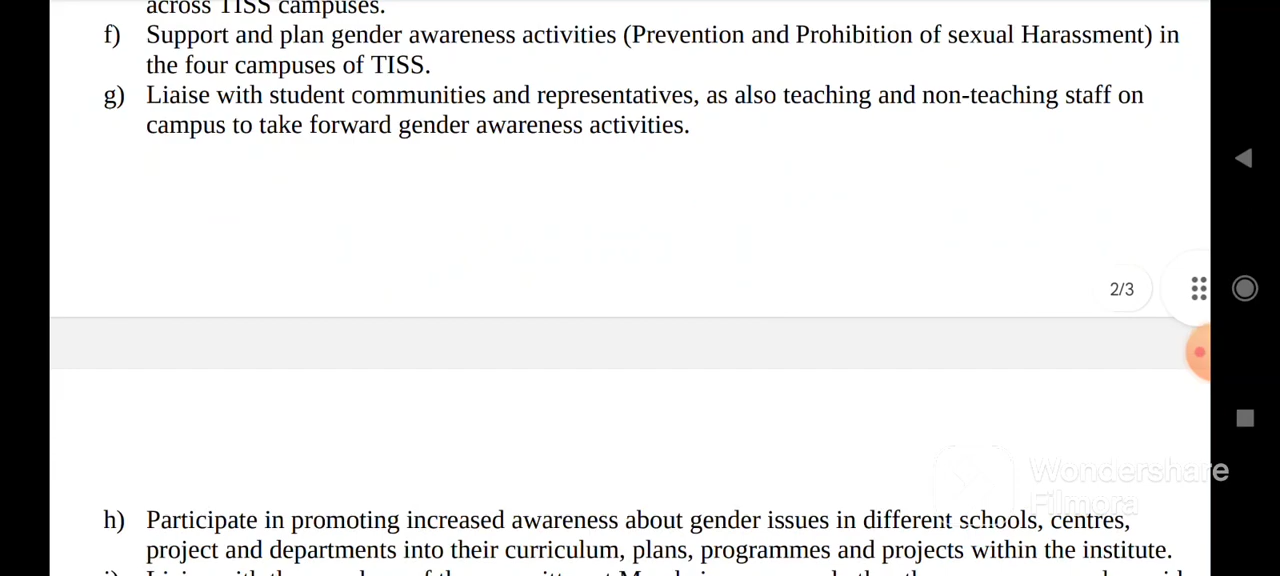 across TISS campuses.
f) Support and plan gender awareness activities (Prevention and Prohibition of sexual Harassment) in
the four campuses of TISS.
g) Liaise with student communities and representatives, as also teaching and non-teaching staff on
campus to take forward gender awareness activities.
2/3
Wondershare
Filmora
h) Participate in promoting increased awareness about gender issues in different schools, centres,
project and departments into their curriculum, plans, programmes and projects within the institute.